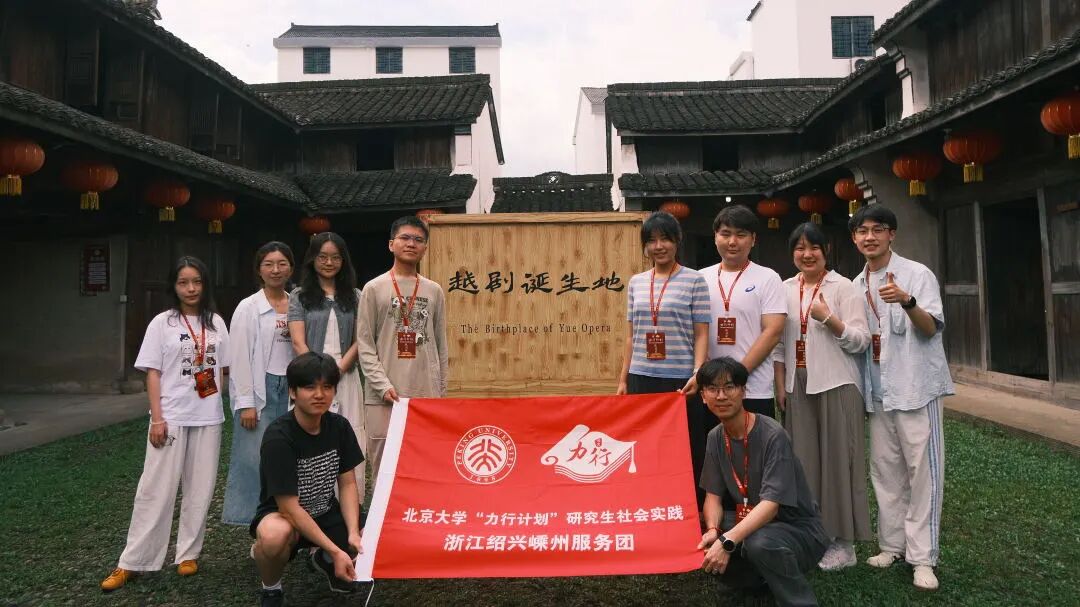 越剧诞生地
The Birthplace of Yue Opera
PEKING UNIVERSITY
1898
力行
北京大学“力行计划”研究生社会实践
浙江绍兴嵊州服务团